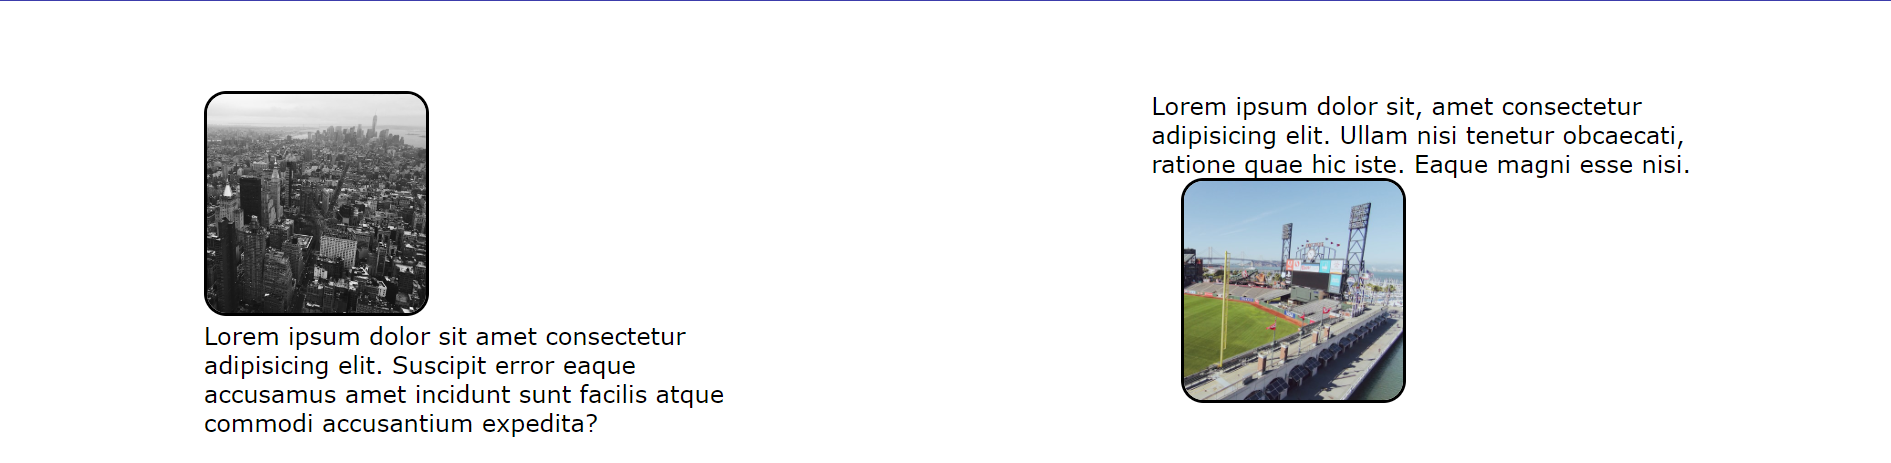 Lorem ipsum dolor sit amet consectetur
adipisicing elit. Suscipit error eaque
accusamus amet incidunt sunt facilis atque
commodi accusantium expedita?
Lorem ipsum dolor sit, amet consectetur
adipisicing elit. Ullam nisi tenetur obcaecati,
ratione quae hic iste. Eaque magni esse nisi.